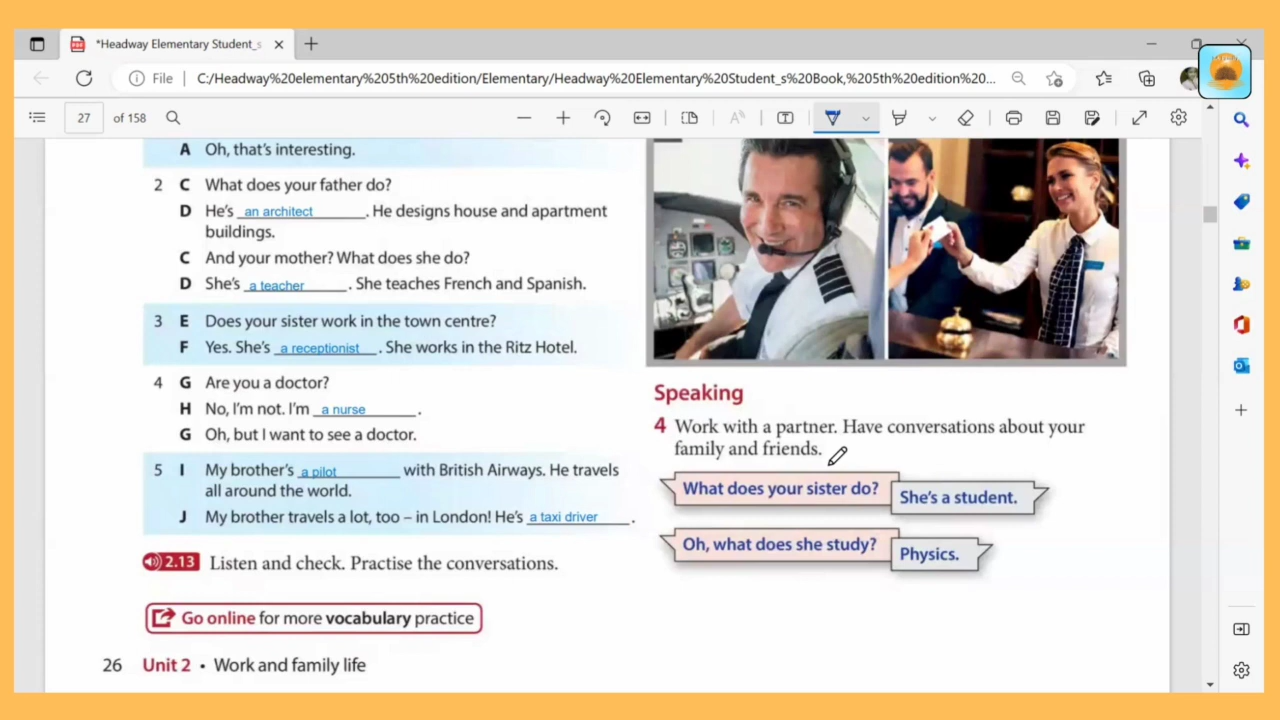 *Headway Elementary Student_s
File
C:/Headway%20elementary%205th%20edition/Elementary/Headway%20Elementary%20Student_s%20Book,%205th%20edition%20...
27 of 158
A Oh, that's interesting.
2 C What does your father do?
D He's an architect. He designs house and apartment
buildings.
C And your mother? What does she do?
D She's a teacher. She teaches French and Spanish.
3 E Does your sister work in the town centre?
F Yes. She's a receptionist. She works in the Ritz Hotel.
4 G Are you a doctor?
H No, I'm not. I'm a nurse.
G Oh, but I want to see a doctor.
5 I My brother's a pilot with British Airways. He travels
all around the world.
J My brother travels a lot, too – in London! He's a taxi driver.
2.13 Listen and check. Practise the conversations.
Go online for more vocabulary practice
26 Unit 2 • Work and family life
Speaking
4 Work with a partner. Have conversations about your
family and friends.
What does your sister do?
She's a student.
Oh, what does she study?
Physics.